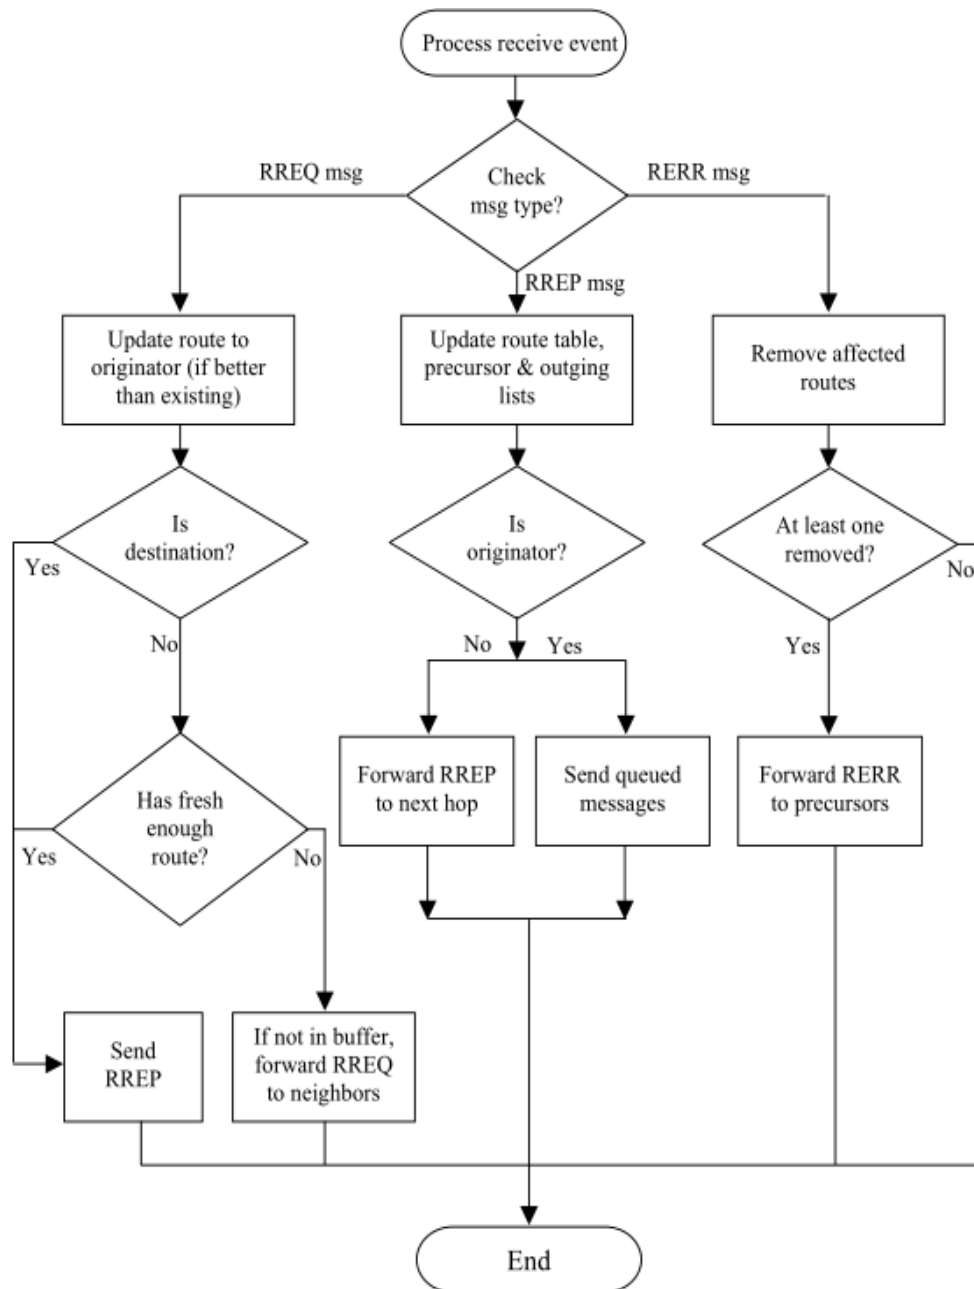 Process receive event
RREQ msg
Check
msg type?
RERR msg
RREP msg
Update route to
originator (if better
than existing)
Update route table,
precursor & outging
lists
Remove affected
routes
Is
destination?
Is
originator?
At least one
removed?
Yes
No
No
No
Yes
Yes
Forward RREP
to next hop
Send queued
messages
Forward RERR
to precursors
Has fresh
enough
route?
Yes
No
Send
RREP
If not in buffer,
forward RREQ
to neighbors
End